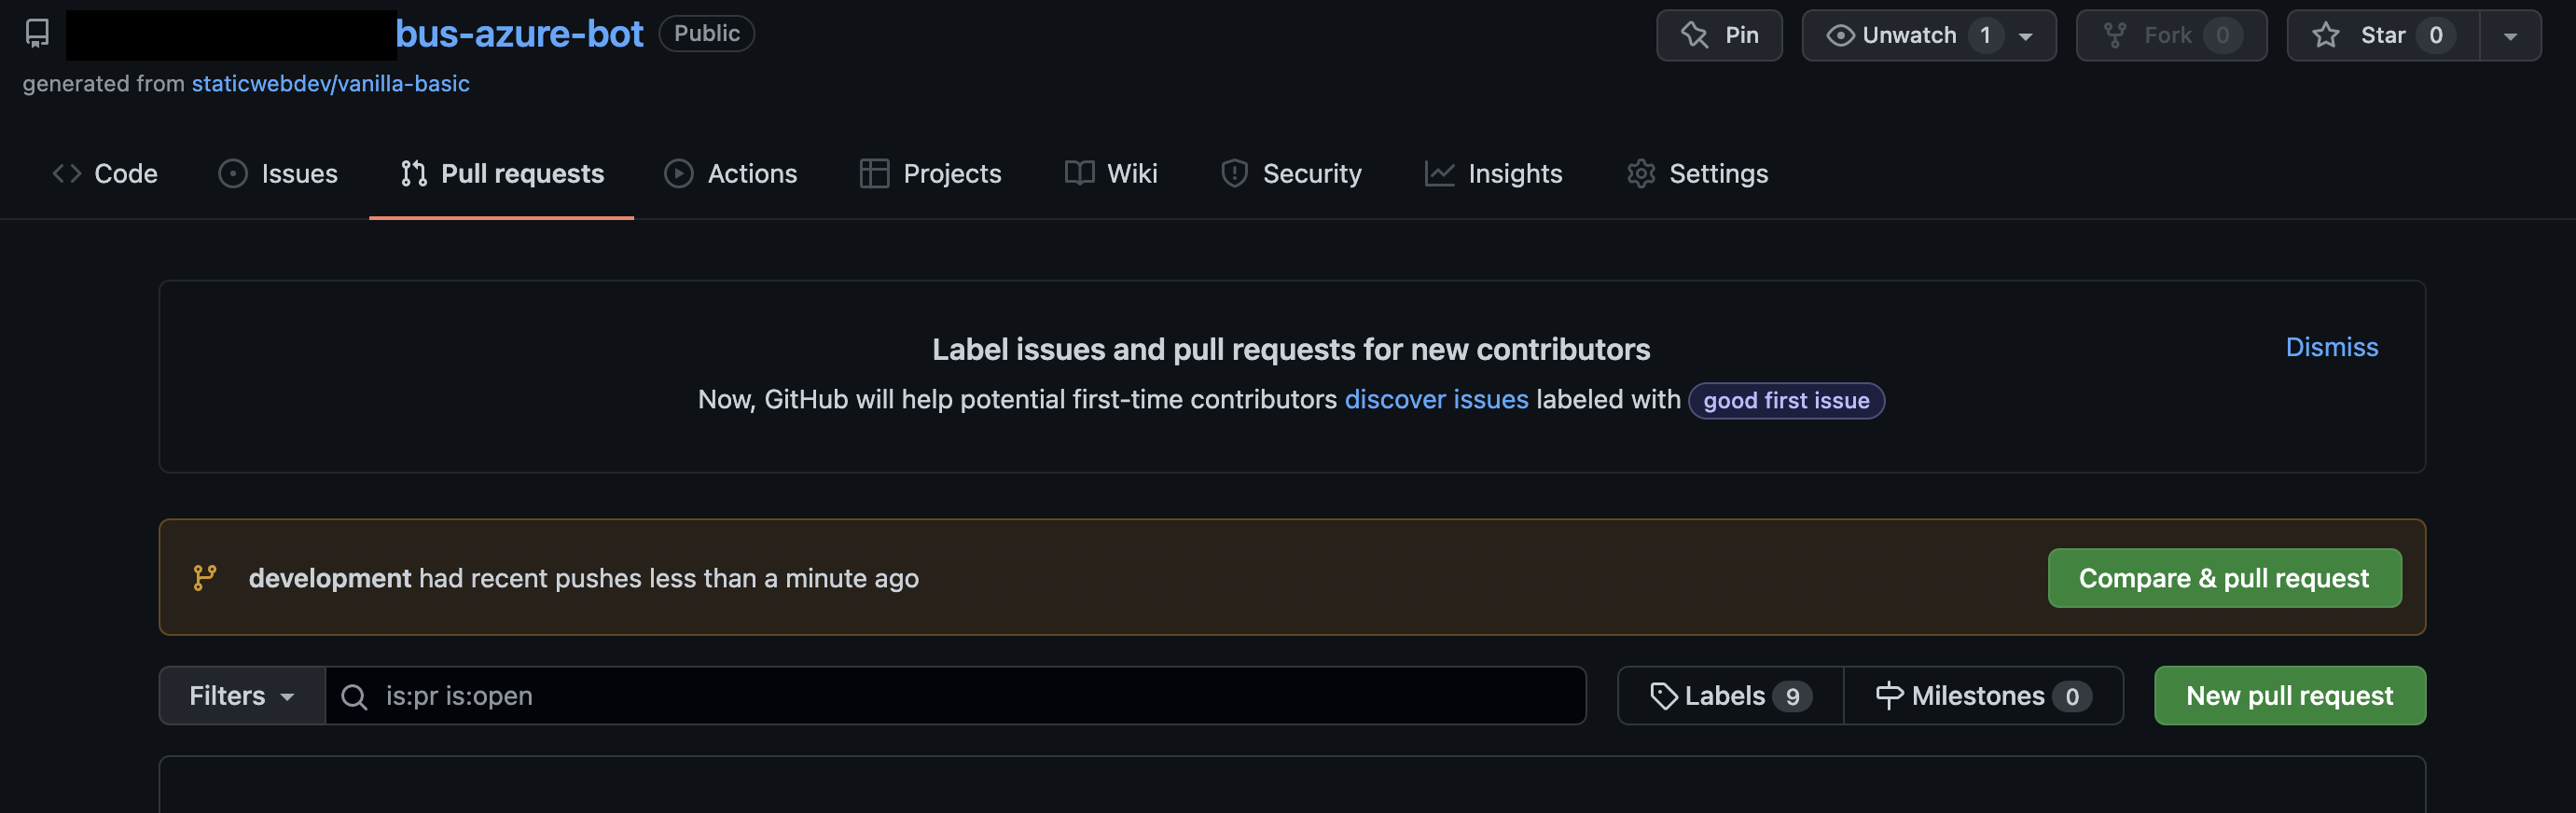 bus-azure-bot Public Pin Unwatch 1 Fork 0 Star 0
generated from staticwebdev/vanilla-basic
Code Issues Pull requests Actions Projects Wiki Security Insights Settings
Label issues and pull requests for new contributors
Dismiss
Now, GitHub will help potential first-time contributors discover issues labeled with good first issue
development had recent pushes less than a minute ago Compare & pull request
Filters is:pr is:open Labels 9 Milestones 0 New pull request